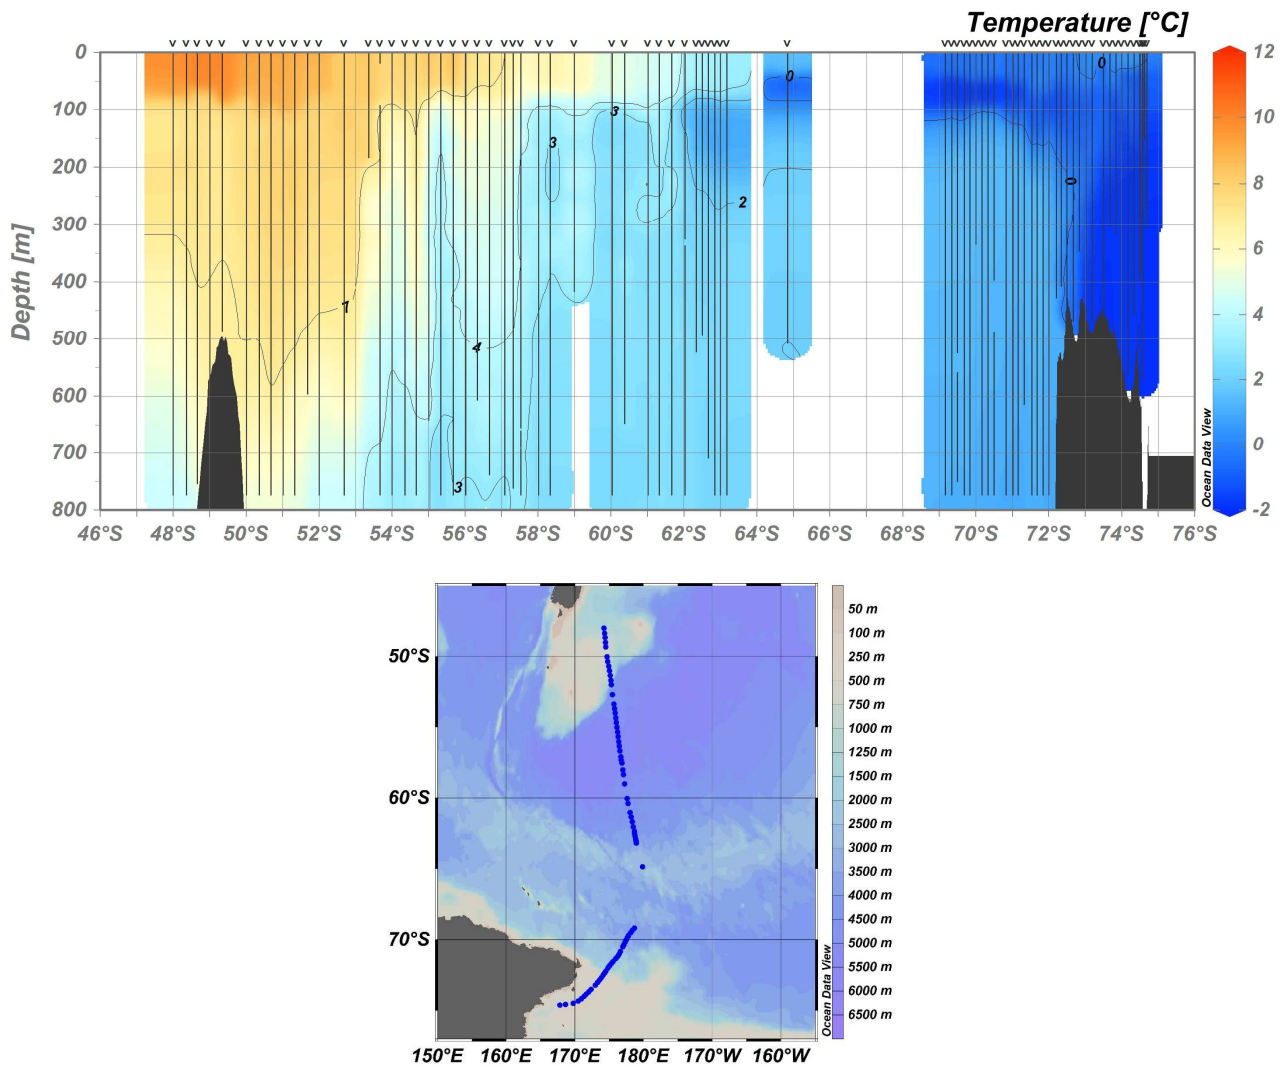 Temperature [°C]
0
100
200
300
400
500
600
700
800
Depth [m]
46°S 48°S 50°S 52°S 54°S 56°S 58°S 60°S 62°S 64°S 66°S 68°S 70°S 72°S 74°S 76°S
7
4
3
3
3
2
0
0
0
12
10
8
6
4
2
0
-2
Ocean Data View
50°S
60°S
70°S
150°E 160°E 170°E 180°E 170°W 160°W
50 m
100 m
250 m
500 m
750 m
1000 m
1250 m
1500 m
2000 m
2500 m
3000 m
3500 m
4000 m
4500 m
5000 m
5500 m
6000 m
6500 m
Ocean Data View